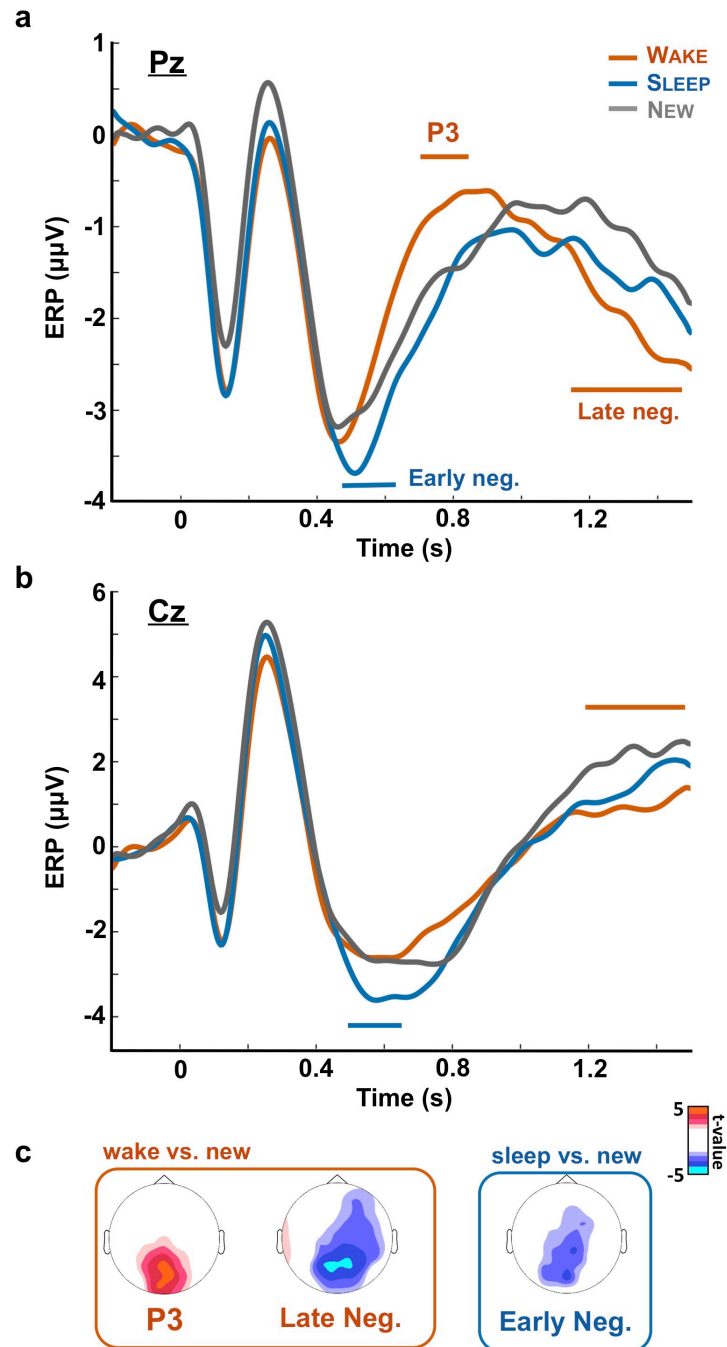 a
Pz
WAKE
SLEEP
NEW
P3
1
0
-1
-2
-3
-4
ERP (µµV)
Late neg.
Early neg.
0
0.4
0.8
1.2
Time (s)
b
Cz
6
4
2
0
-2
-4
ERP (µµV)
0
0.4
0.8
1.2
Time (s)
5
-5
t-value
c
wake vs. new
sleep vs. new
P3
Late Neg.
Early Neg.